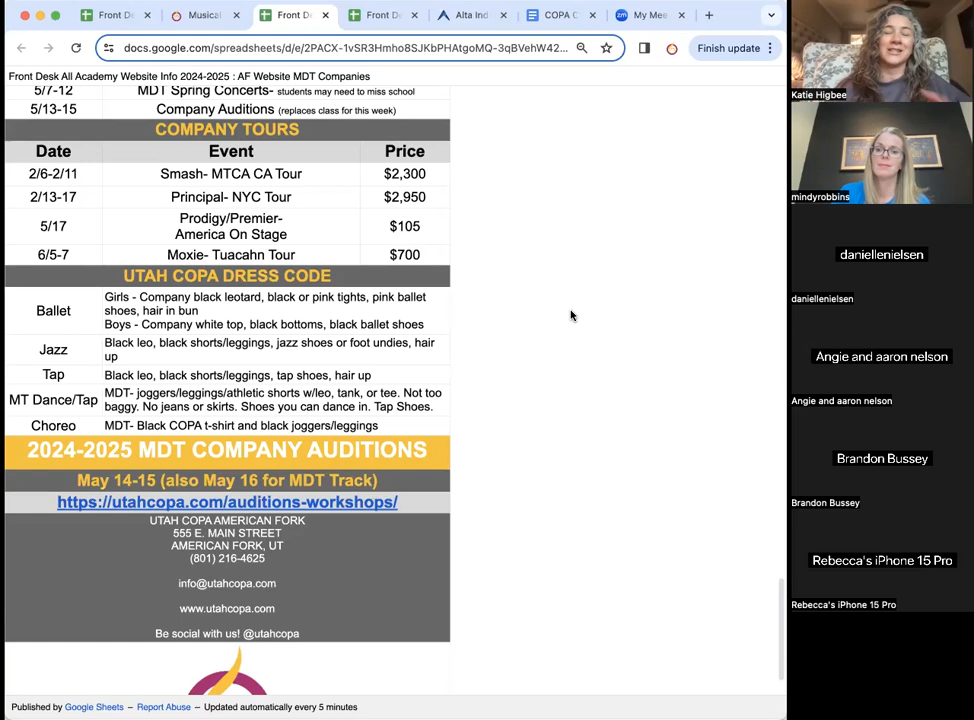 Front De
Musical
Front De
Front De
Alta Ind
COPA C
My Mee
docs.google.com/spreadsheets/d/e/2PACX-1vSR3Hmho8SJKbPHAtgoMQ-3qBVehW42...
Finish update
Front Desk All Academy Website Info 2024-2025 : AF Website MDT Companies
5/7-12 MDT Spring Concerts- students may need to miss school
5/13-15 Company Auditions (replaces class for this week)
COMPANY TOURS
Date Event Price
2/6-2/11 Smash- MTCA CA Tour $2,300
2/13-17 Principal- NYC Tour $2,950
5/17 Prodigy/Premier-
America On Stage $105
6/5-7 Moxie- Tuacahn Tour $700
UTAH COPA DRESS CODE
Ballet Girls - Company black leotard, black or pink tights, pink ballet
shoes, hair in bun
Boys - Company white top, black bottoms, black ballet shoes
Jazz Black leo, black shorts/leggings, jazz shoes or foot undies, hair
up
Tap Black leo, black shorts/leggings, tap shoes, hair up
MT Dance/Tap MDT- joggers/leggings/athletic shorts w/leo, tank, or tee. Not too
baggy. No jeans or skirts. Shoes you can dance in. Tap Shoes.
Choreo MDT- Black COPA t-shirt and black joggers/leggings
2024-2025 MDT COMPANY AUDITIONS
May 14-15 (also May 16 for MDT Track)
https://utahcopa.com/auditions-workshops/
UTAH COPA AMERICAN FORK
555 E. MAIN STREET
AMERICAN FORK, UT
(801) 216-4625
info@utahcopa.com
www.utahcopa.com
Be social with us! @utahcopa
Published by Google Sheets – Report Abuse – Updated automatically every 5 minutes
Katie Higbee
mindyrobbins
daniellenielsen
daniellenielsen
Angie and aaron nelson
Angie and aaron nelson
Brandon Bussey
Brandon Bussey
Rebecca's iPhone 15 Pro
Rebecca's iPhone 15 Pro